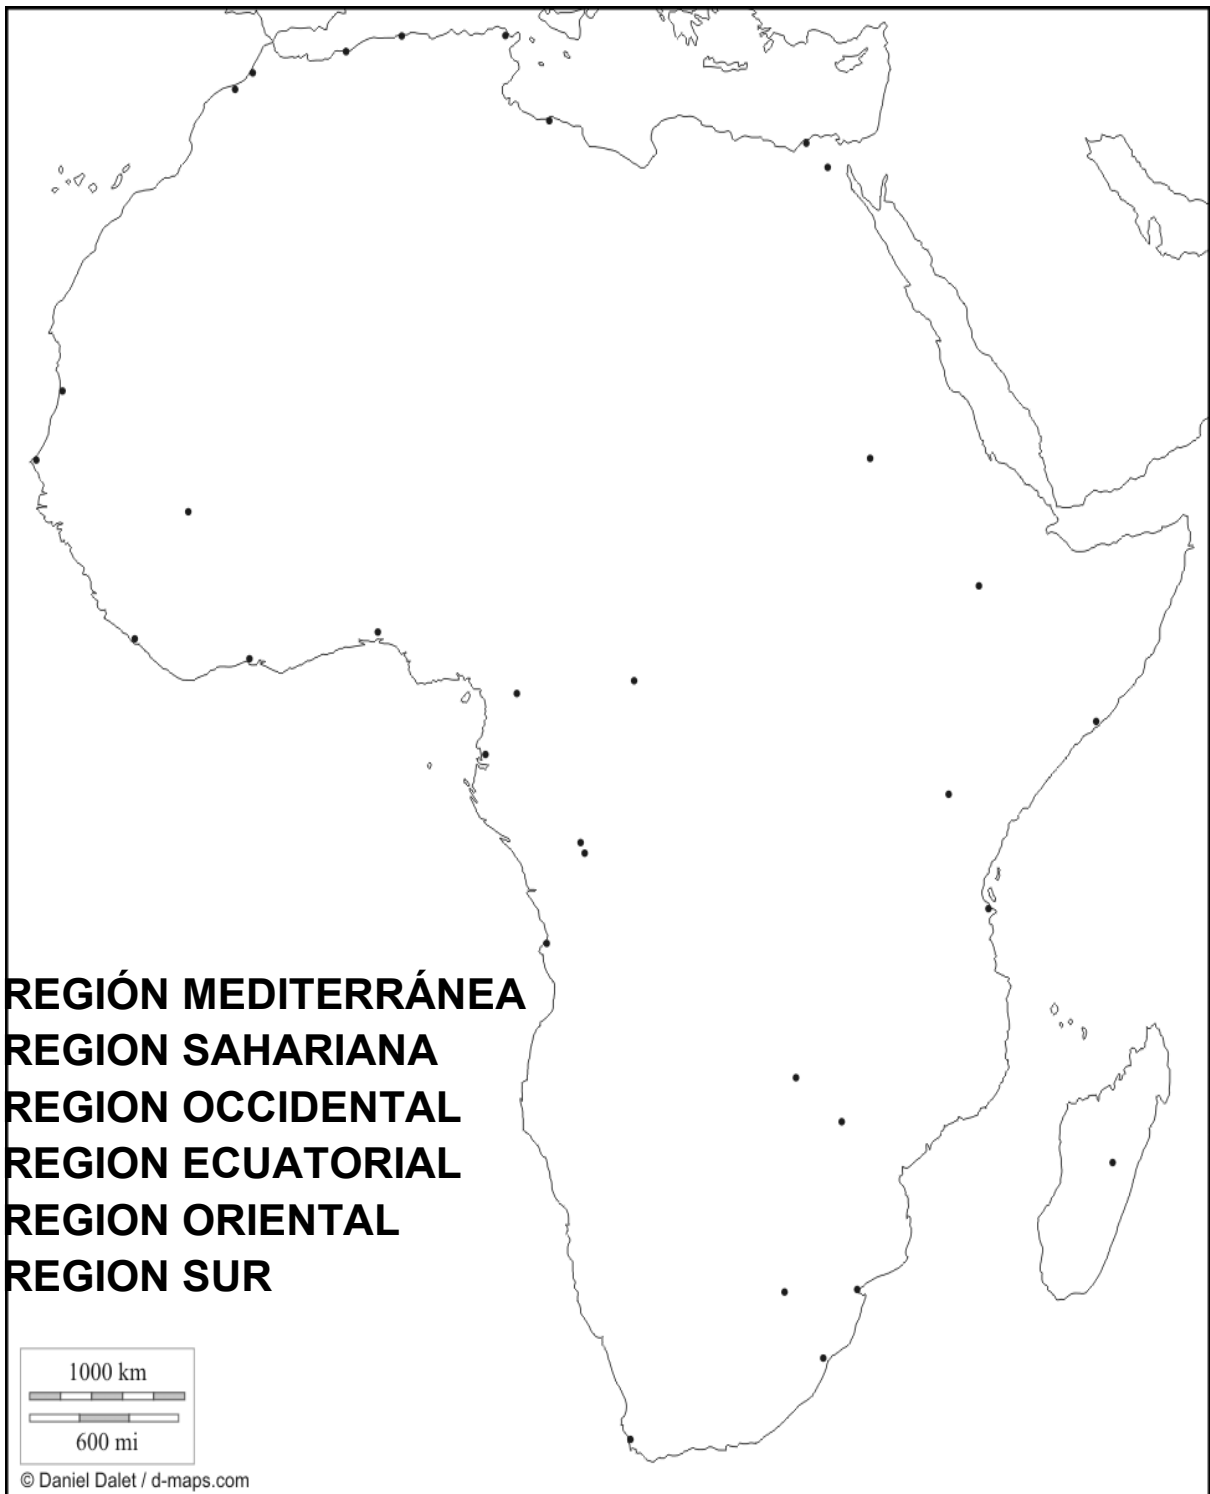 REGIÓN MEDITERRÁNEA
REGION SAHARIANA
REGION OCCIDENTAL
REGION ECUATORIAL
REGION ORIENTAL
REGION SUR
1000 km
600 mi
© Daniel Dalet / d-maps.com